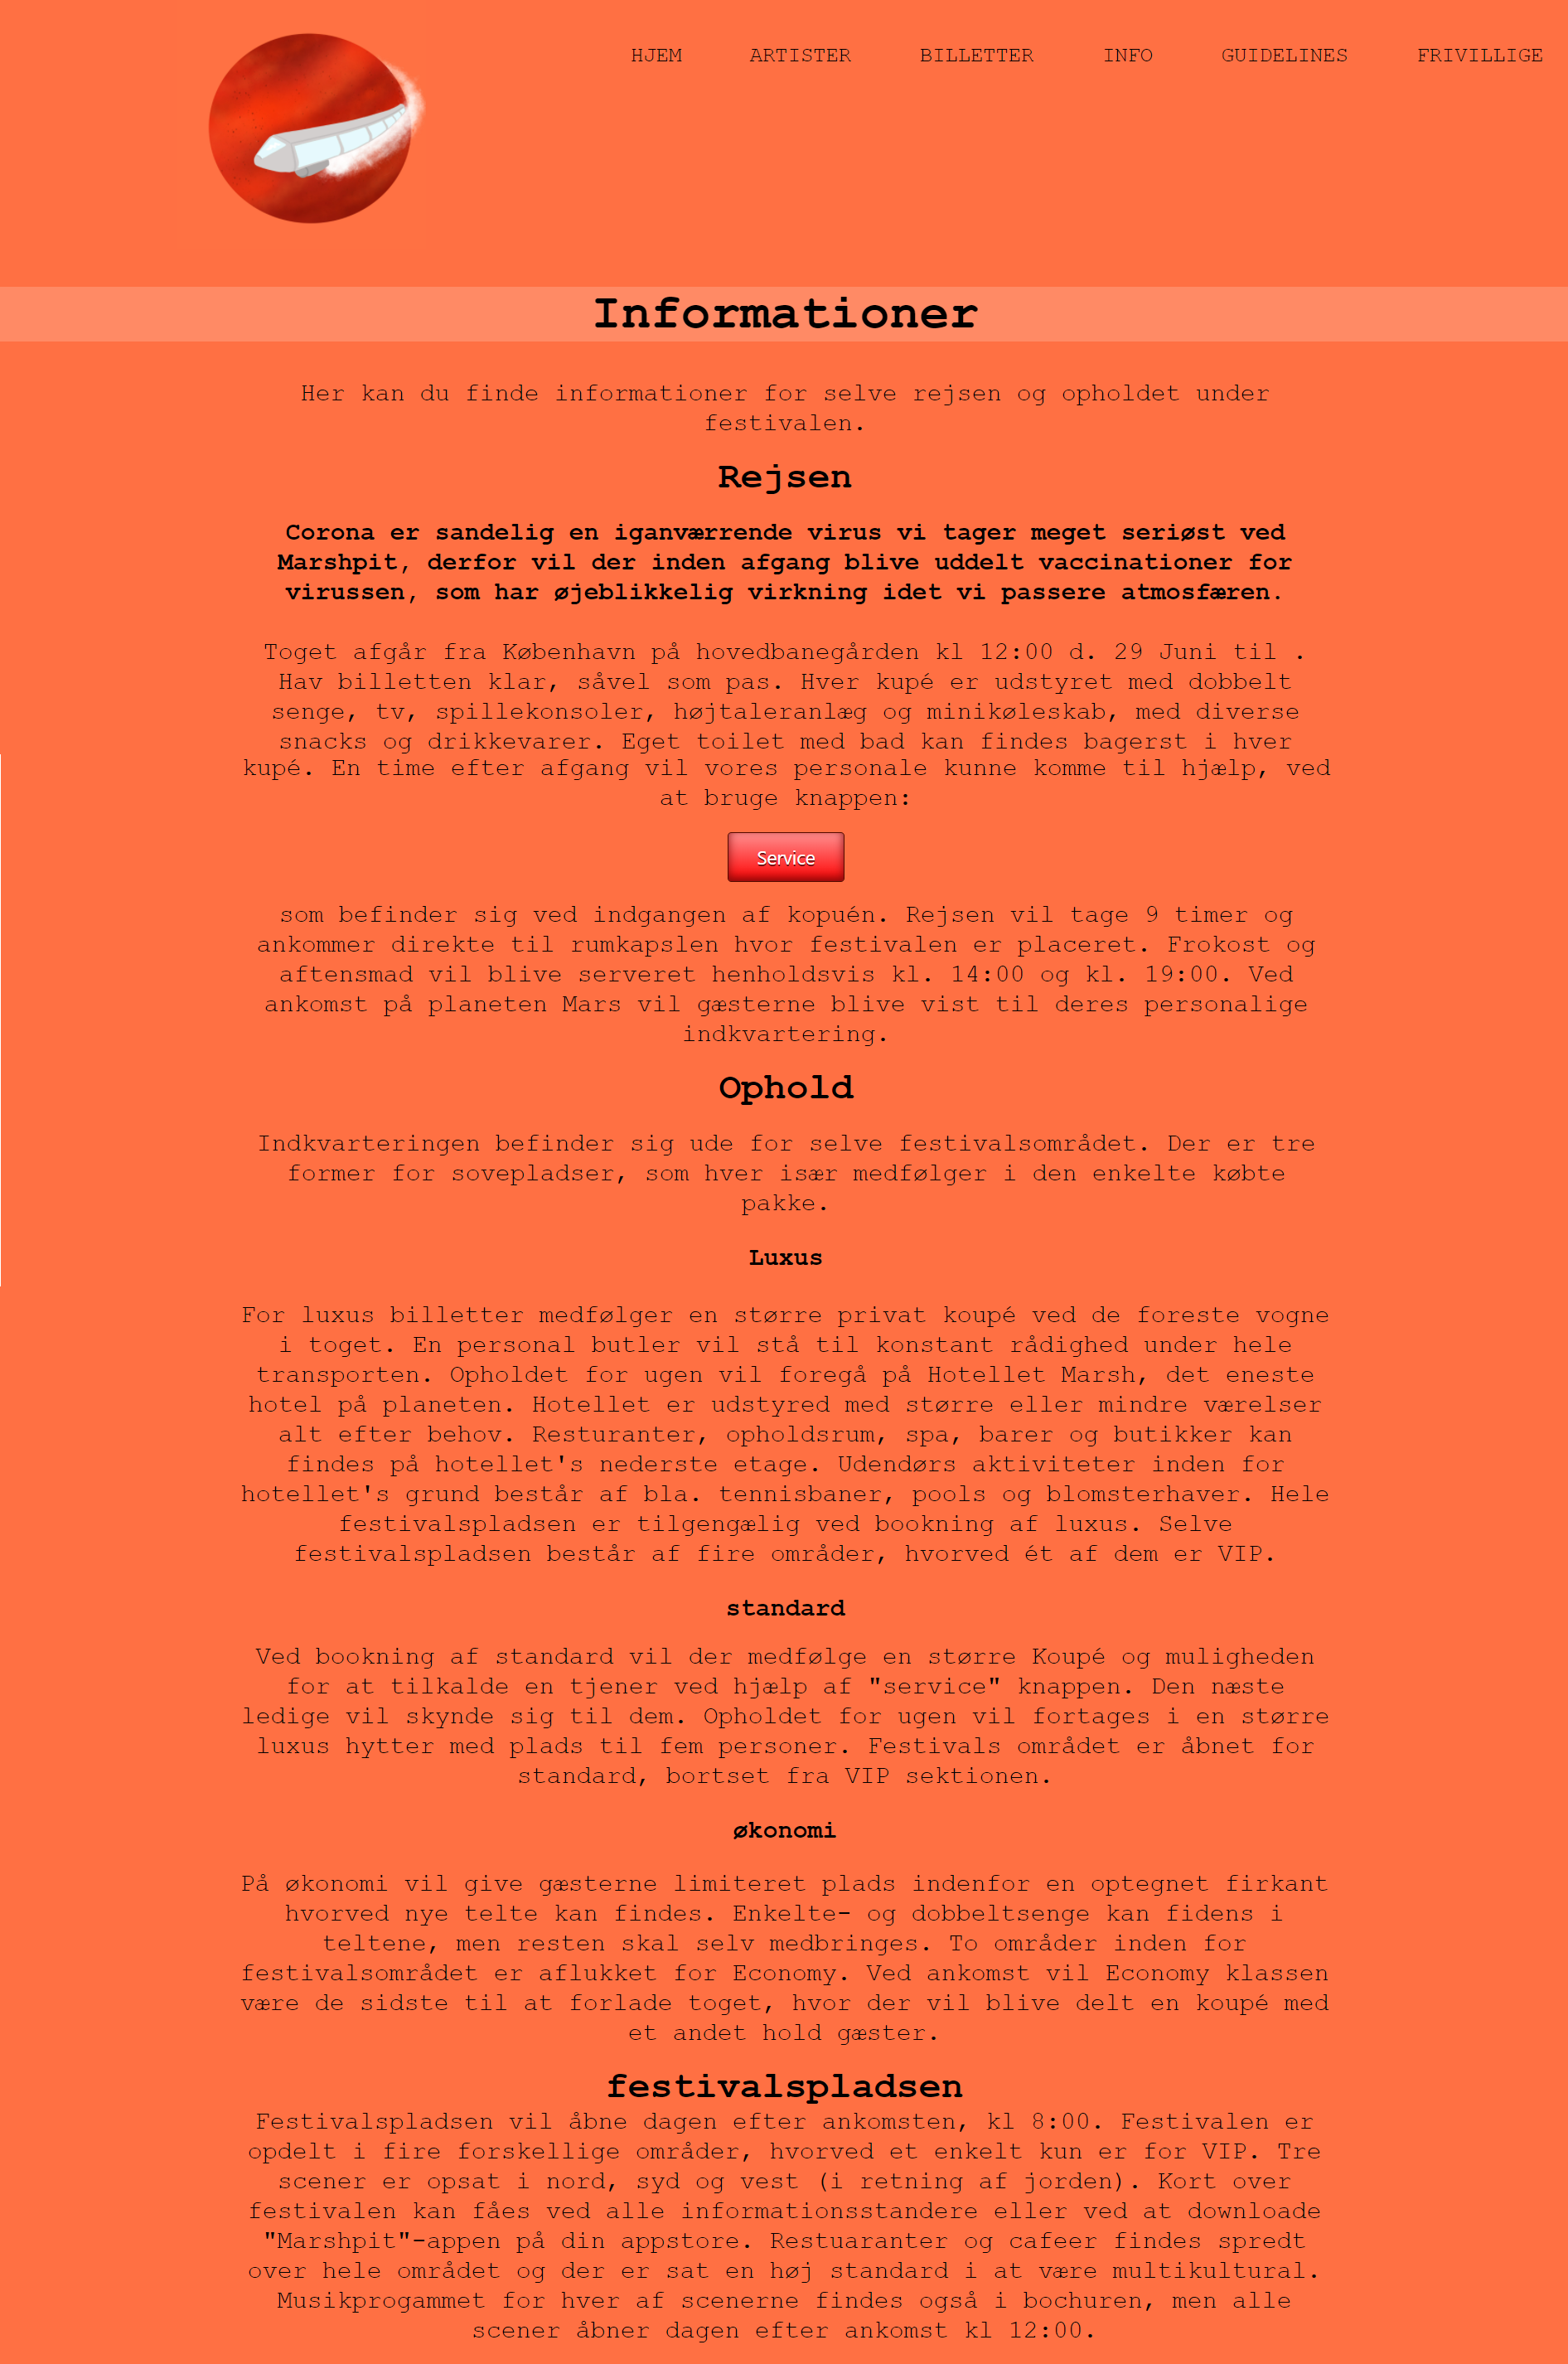 HJEM ARTISTER BILLETTER INFO GUIDELINES FRIVILLIGE
Informationer
Her kan du finde informationer for selve rejsen og opholdet under
festivalen.
Rejsen
Corona er sandelig en iganværrende virus vi tager meget seriøst ved
Marshpit, derfor vil der inden afgang blive uddelt vaccinationer for
virussen, som har øjeblikkelig virkning idet vi passere atmosfæren.
Toget afgår fra København på hovedbanegården kl 12:00 d. 29 Juni til .
Hav billetten klar, såvel som pas. Hver kupé er udstyret med dobbelt
senge, tv, spillekonsoler, højtaleranlæg og minikøleskab, med diverse
snacks og drikkevarer. Eget toilet med bad kan findes bagerst i hver
kupé. En time efter afgang vil vores personale kunne komme til hjælp, ved
at bruge knappen:
Service
som befinder sig ved indgangen af kopuén. Rejsen vil tage 9 timer og
ankommer direkte til rumkapslen hvor festivalen er placeret. Frokost og
aftensmad vil blive serveret henholdsvis kl. 14:00 og kl. 19:00. Ved
ankomst på planeten Mars vil gæsterne blive vist til deres personalige
indkvartering.
Ophold
Indkvarteringen befinder sig ude for selve festivalsområdet. Der er tre
former for sovepladser, som hver især medfølger i den enkelte købte
pakke.
Luxus
For luxus billetter medfølger en større privat koupé ved de foreste vogne
i toget. En personal butler vil stå til konstant rådighed under hele
transporten. Opholdet for ugen vil foregå på Hotellet Marsh, det eneste
hotel på planeten. Hotellet er udstyred med større eller mindre værelser
alt efter behov. Resturanter, opholdsrum, spa, barer og butikker kan
findes på hotellet's nederste etage. Udendørs aktiviteter inden for
hotellet's grund består af bla. tennisbaner, pools og blomsterhaver. Hele
festivalspladsen er tilgengælig ved bookning af luxus. Selve
festivalspladsen består af fire områder, hvorved ét af dem er VIP.
standard
Ved bookning af standard vil der medfølge en større Koupé og muligheden
for at tilkalde en tjener ved hjælp af "service" knappen. Den næste
ledige vil skynde sig til dem. Opholdet for ugen vil fortages i en større
luxus hytter med plads til fem personer. Festivals området er åbnet for
standard, bortset fra VIP sektionen.
økonomi
På økonomi vil give gæsterne limiteret plads indenfor en optegnet firkant
hvorved nye telte kan findes. Enkelte- og dobbeltsenge kan fidens i
teltene, men resten skal selv medbringes. To områder inden for
festivalsområdet er aflukket for Economy. Ved ankomst vil Economy klassen
være de sidste til at forlade toget, hvor der vil blive delt en koupé med
et andet hold gæster.
festivalspladsen
Festivalspladsen vil åbne dagen efter ankomsten, kl 8:00. Festivalen er
opdelt i fire forskellige områder, hvorved et enkelt kun er for VIP. Tre
scener er opsat i nord, syd og vest (i retning af jorden). Kort over
festivalen kan fåes ved alle informationsstandere eller ved at downloade
"Marshpit"-appen på din appstore. Restuaranter og cafeer findes spredt
over hele området og der er sat en høj standard i at være multikultural.
Musikprogammet for hver af scenerne findes også i bochuren, men alle
scener åbner dagen efter ankomst kl 12:00.